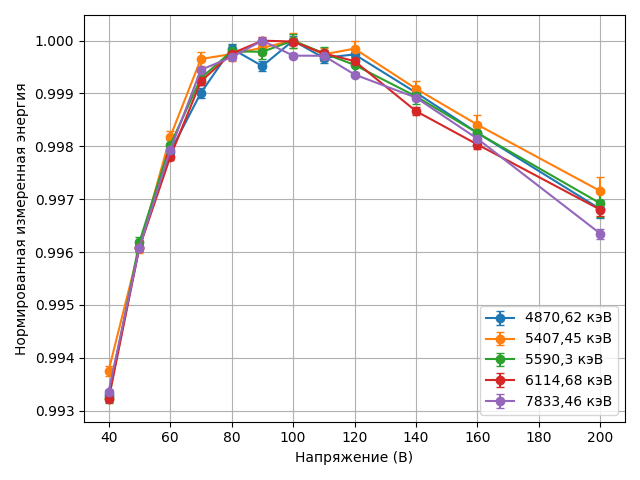 Нормированная измеренная энергия
1.000
0.999
0.998
0.997
0.996
0.995
0.994
0.993
4870,62 кэВ
5407,45 кэВ
5590,3 кэВ
6114,68 кэВ
7833,46 кэВ
40 60 80 100 120 140 160 180 200
Напряжение (В)